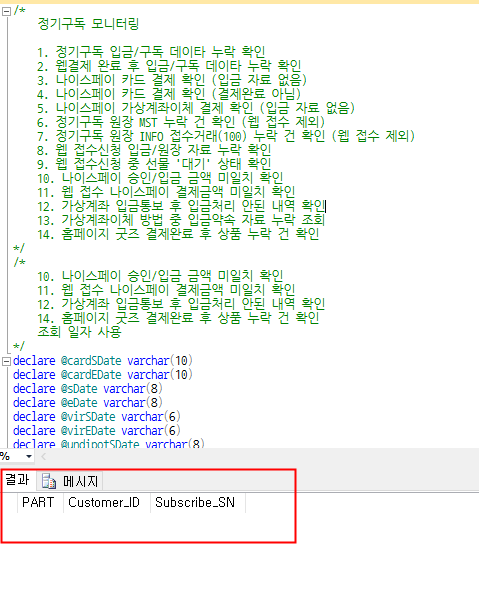 /*
정기구독 모니터링
1. 정기구독 입금/구독 데이타 누락 확인
2. 웹결제 완료 후 입금/구독 데이타 누락 확인
3. 나이스페이 카드 결제 확인 (입금 자료 없음)
4. 나이스페이 카드 결제 확인 (결제완료 아님)
5. 나이스페이 가상계좌이체 결제 확인 (입금 자료 없음)
6. 정기구독 원장 MST 누락 건 확인 (웹 접수 제외)
7. 정기구독 원장 INFO 접수거래(100) 누락 건 확인 (웹 접수 제외)
8. 웹 접수신청 입금/원장 자료 누락 확인
9. 웹 접수신청 중 선물 '대기' 상태 확인
10. 나이스페이 승인/입금 금액 미일치 확인
11. 웹 접수 나이스페이 결제금액 미일치 확인
12. 가상계좌 입금통보 후 입금처리 안된 내역 확인
13. 가상계좌이체 방법 중 입금약속 자료 누락 조회
14. 홈페이지 굿즈 결제완료 후 상품 누락 건 확인
*/
/*
10. 나이스페이 승인/입금 금액 미일치 확인
11. 웹 접수 나이스페이 결제금액 미일치 확인
12. 가상계좌 입금통보 후 입금처리 안된 내역 확인
14. 홈페이지 굿즈 결제완료 후 상품 누락 건 확인
조회 일자 사용
*/
declare @cardSDate varchar(10)
declare @cardEDate varchar(10)
declare @sDate varchar(8)
declare @eDate varchar(8)
declare @virSDate varchar(6)
declare @virEDate varchar(6)
declare @undipotSDate varchar(8)
%
결과 메시지
PART Customer_ID Subscribe_SN